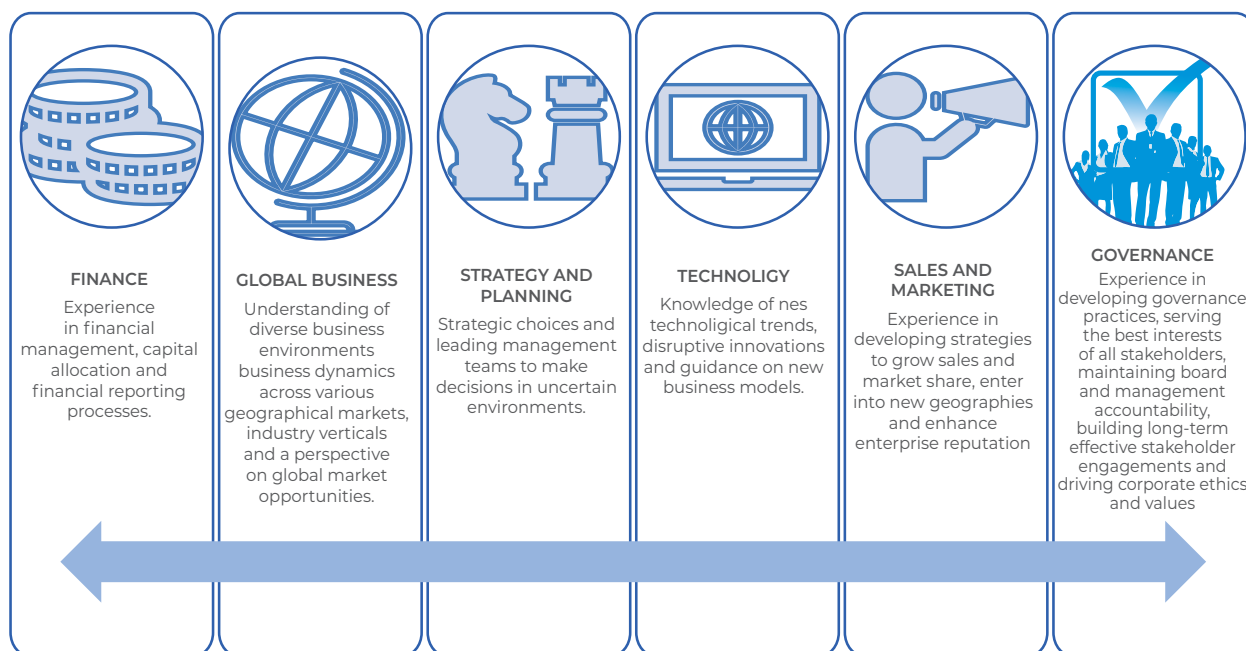 FINANCE
Experience
in financial
management, capital
allocation and
financial reporting
processes.
GLOBAL BUSINESS
Understanding of
diverse business
environments
business dynamics
across various
geographical markets,
industry verticals
and a perspective
on global market
opportunities.
STRATEGY AND
PLANNING
Strategic choices and
leading management
teams to make
decisions in uncertain
environments.
TECHNOLIGY
Knowledge of nes
technoligical trends,
disruptive innovations
and guidance on new
business models.
SALES AND
MARKETING
Experience in
developing strategies
to grow sales and
market share, enter
into new geographies
and enhance
enterprise reputation
GOVERNANCE
Experience in
developing governance
practices, serving
the best interests
of all stakeholders,
maintaining board
and management
accountability,
building long-term
effective stakeholder
engagements and
driving corporate ethics
and values